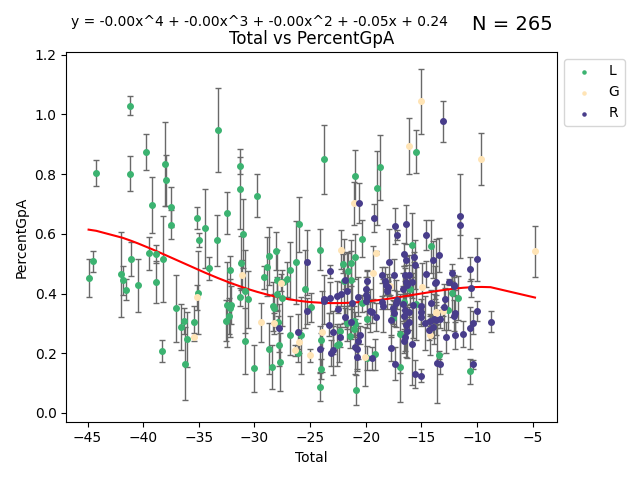 y = -0.00x^4 + -0.00x^3 + -0.00x^2 + -0.05x + 0.24
N = 265
Total vs PercentGpA
1.2
1.0
0.8
0.6
0.4
0.2
0.0
PercentGpA
−45
−40
−35
−30
−25
−20
−15
−10
−5
Total
L
G
R